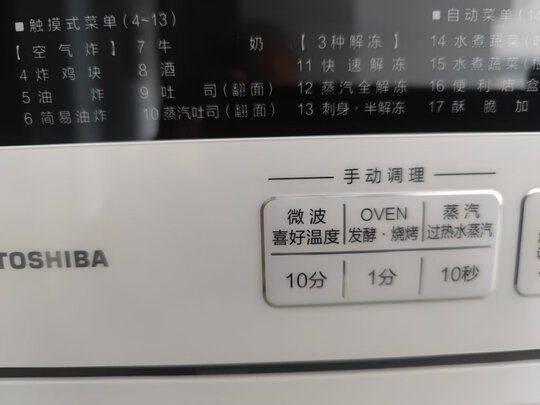 ■ 触摸式菜单(4~13)
■ 自动菜单(14
【空气炸】 7 牛 奶 【3种解冻】 14 水煮蔬菜(叶
4 炸鸡块 8 酒 11 快速解冻 15 水煮蔬菜(根
5 油 炸 9 吐 司(翻面) 12 蒸汽全解冻 16 便利店盒
6 简易油炸 10 蒸汽吐司(翻面) 13 刺身·半解冻 17 酥脆加
手动调理
微波 OVEN 蒸汽
喜好温度 发酵·烧烤 过热水蒸汽
10分 1分 10秒
TOSHIBA